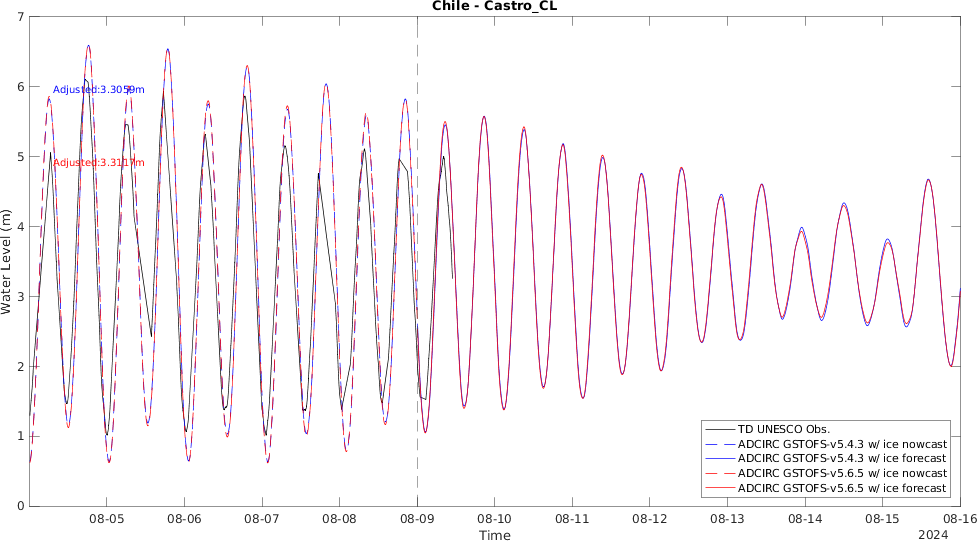 Chile - Castro_CL
7
6
5
4
3
2
1
0
Water Level (m)
Adjusted:3.3059m
Adjusted:3.3117m
TD UNESCO Obs.
ADCIRC GSTOFS-v5.4.3 w/ ice nowcast
ADCIRC GSTOFS-v5.4.3 w/ ice forecast
ADCIRC GSTOFS-v5.6.5 w/ ice nowcast
ADCIRC GSTOFS-v5.6.5 w/ ice forecast
08-05 08-06 08-07 08-08 08-09 08-10 08-11 08-12 08-13 08-14 08-15 08-16
Time
2024